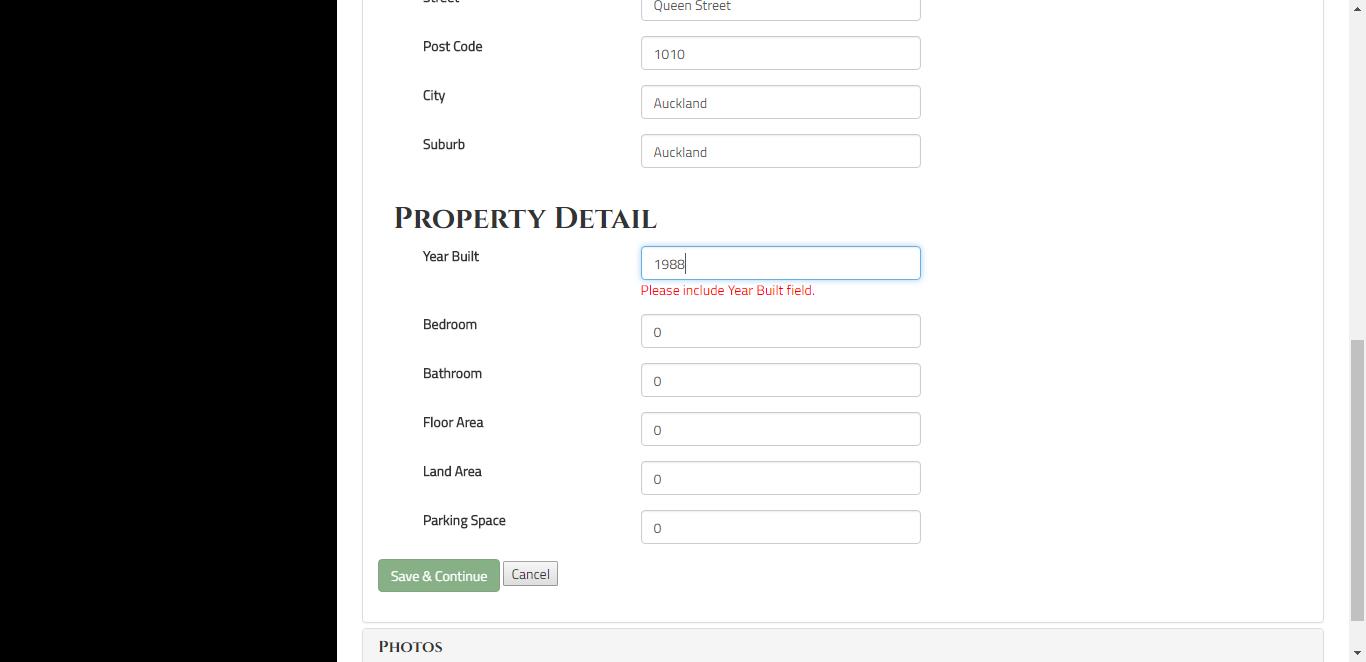 Street
Queen Street
Post Code
1010
City
Auckland
Suburb
Auckland
Property Detail
Year Built
1988
Please include Year Built field.
Bedroom
0
Bathroom
0
Floor Area
0
Land Area
0
Parking Space
0
Save & Continue
Cancel
Photos